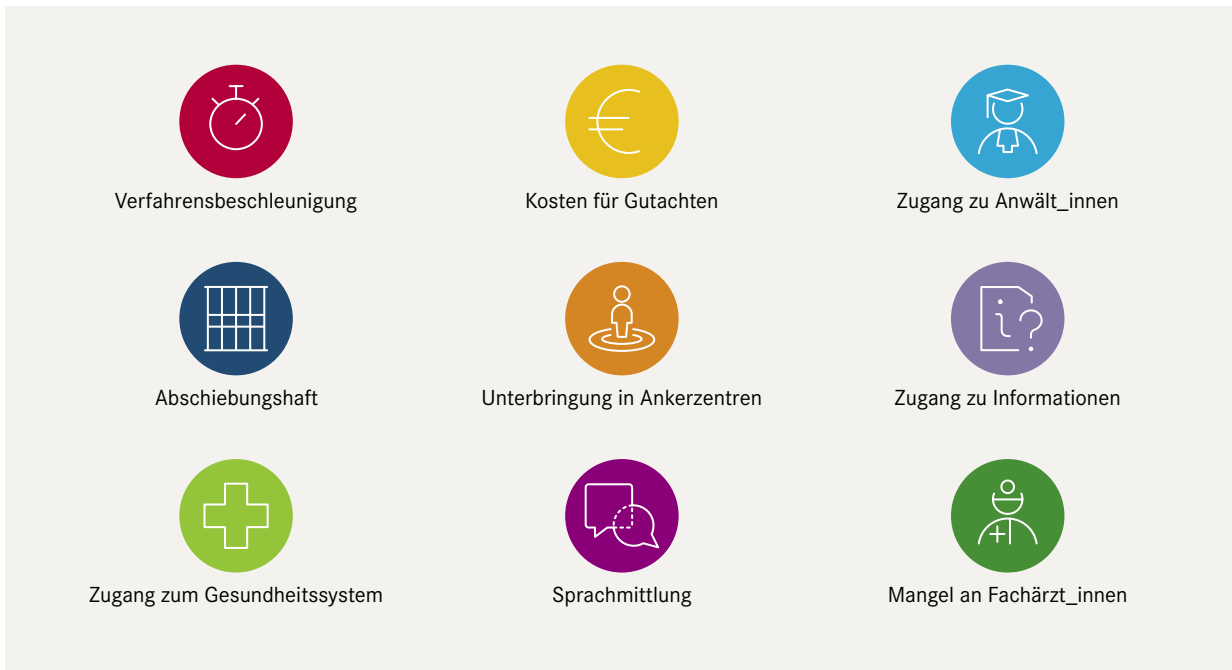 Verfahrensbeschleunigung
Kosten für Gutachten
Zugang zu Anwält_innen
Abschiebungshaft
Unterbringung in Ankerzentren
Zugang zu Informationen
Zugang zum Gesundheitssystem
Sprachmittlung
Mangel an Fachärzt_innen